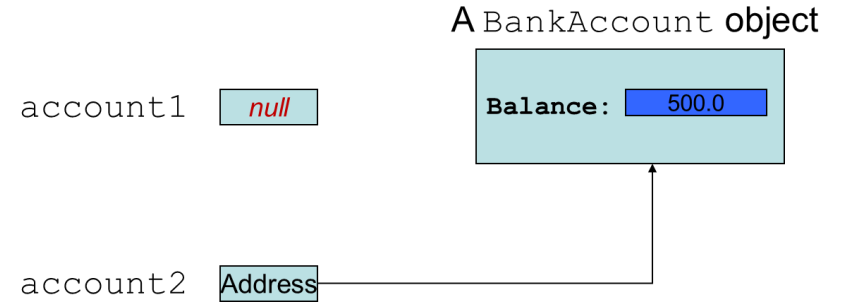 A BankAccount object
account1 null
Balance: 500.0
account2 Address